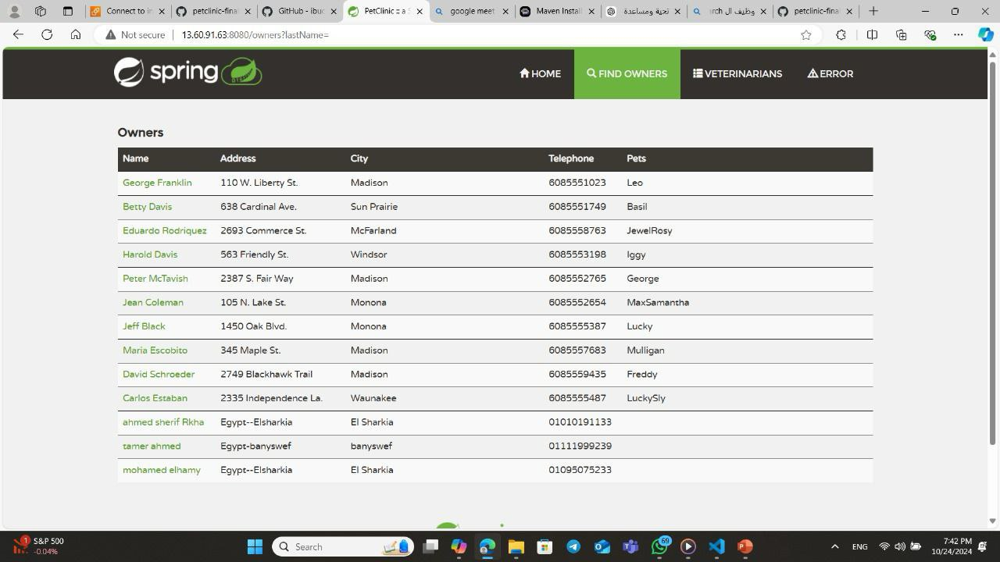 Connect to in
petclinic-final
GitHub - ibuc
PetClinic :: a S
google meet
Maven Install
تحية ومساعدة
وظيف ال arch
petclinic-final
Not secure
13.60.91.63:8080/owners?lastName=
spring
HOME
FIND OWNERS
VETERINARIANS
ERROR
Owners
Name Address City Telephone Pets
George Franklin 110 W. Liberty St. Madison 6085551023 Leo
Betty Davis 638 Cardinal Ave. Sun Prairie 6085551749 Basil
Eduardo Rodriquez 2693 Commerce St. McFarland 6085558763 JewelRosy
Harold Davis 563 Friendly St. Windsor 6085553198 Iggy
Peter McTavish 2387 S. Fair Way Madison 6085552765 George
Jean Coleman 105 N. Lake St. Monona 6085552654 MaxSamantha
Jeff Black 1450 Oak Blvd. Monona 6085555387 Lucky
Maria Escobito 345 Maple St. Madison 6085557683 Mulligan
David Schroeder 2749 Blackhawk Trail Madison 6085559435 Freddy
Carlos Estaban 2335 Independence La. Waunakee 6085555487 LuckySly
ahmed sherif Rkha Egypt--Elsharkia El Sharkia 01010191133
tamer ahmed Egypt-banyswef banyswef 01111999239
mohamed elhamy Egypt--Elsharkia El Sharkia 01095075233
1
S&P 500
-0.04%
Search
69
ENG
7:42 PM
10/24/2024